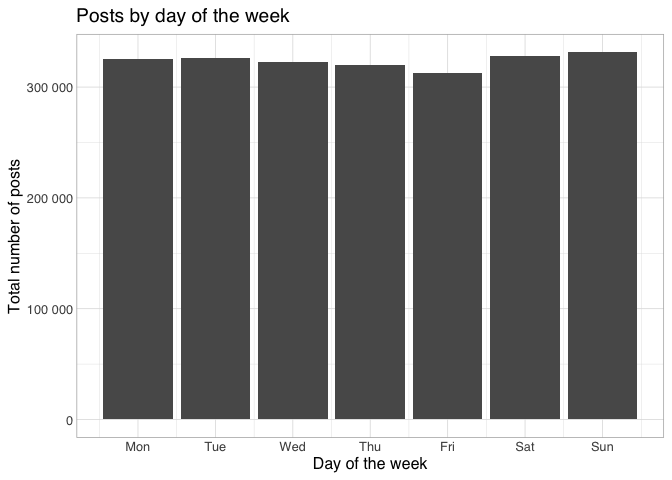 Posts by day of the week
Total number of posts
300 000
200 000
100 000
0
Mon Tue Wed Thu Fri Sat Sun
Day of the week